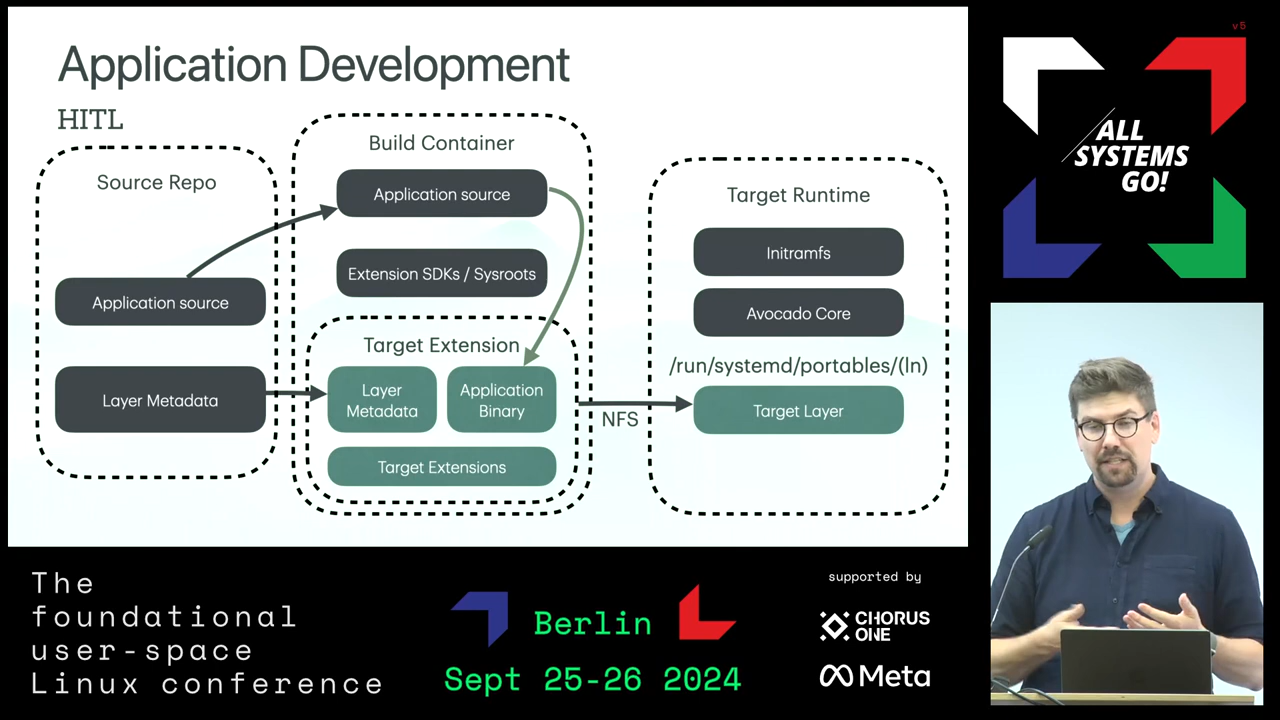 Application Development
HITL
Source Repo
Application source
Layer Metadata
Build Container
Application source
Extension SDKs / Sysroots
Target Extension
Layer
Metadata
Application
Binary
Target Extensions
NFS
Target Runtime
Initramfs
Avocado Core
/run/systemd/portables/(ln)
Target Layer
v5
ALL
SYSTEMS
GO!
The
foundational
user-space
Linux conference
Berlin
Sept 25-26 2024
supported by
CHORUS
ONE
Meta